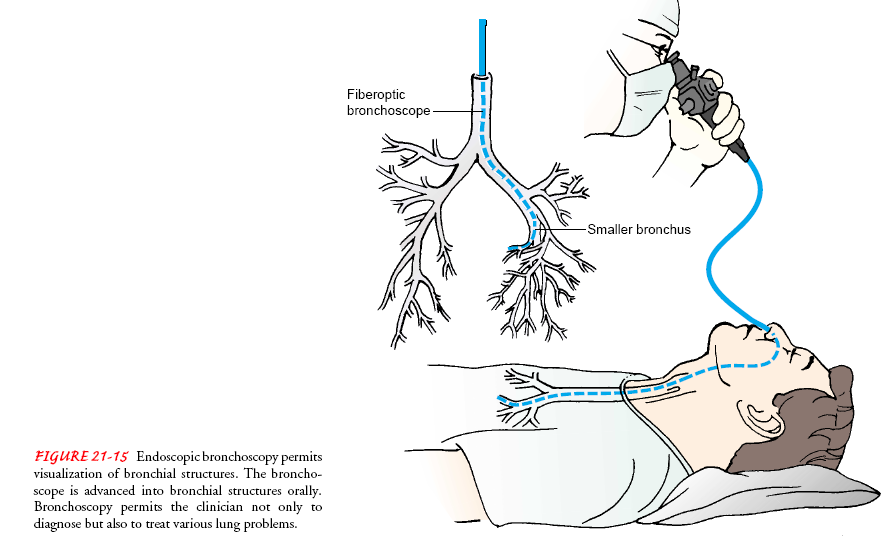 Fiberoptic
bronchoscope
Smaller bronchus
FIGURE 21-15 Endoscopic bronchoscopy permits
visualization of bronchial structures. The broncho-
scope is advanced into bronchial structures orally.
Bronchoscopy permits the clinician not only to
diagnose but also to treat various lung problems.